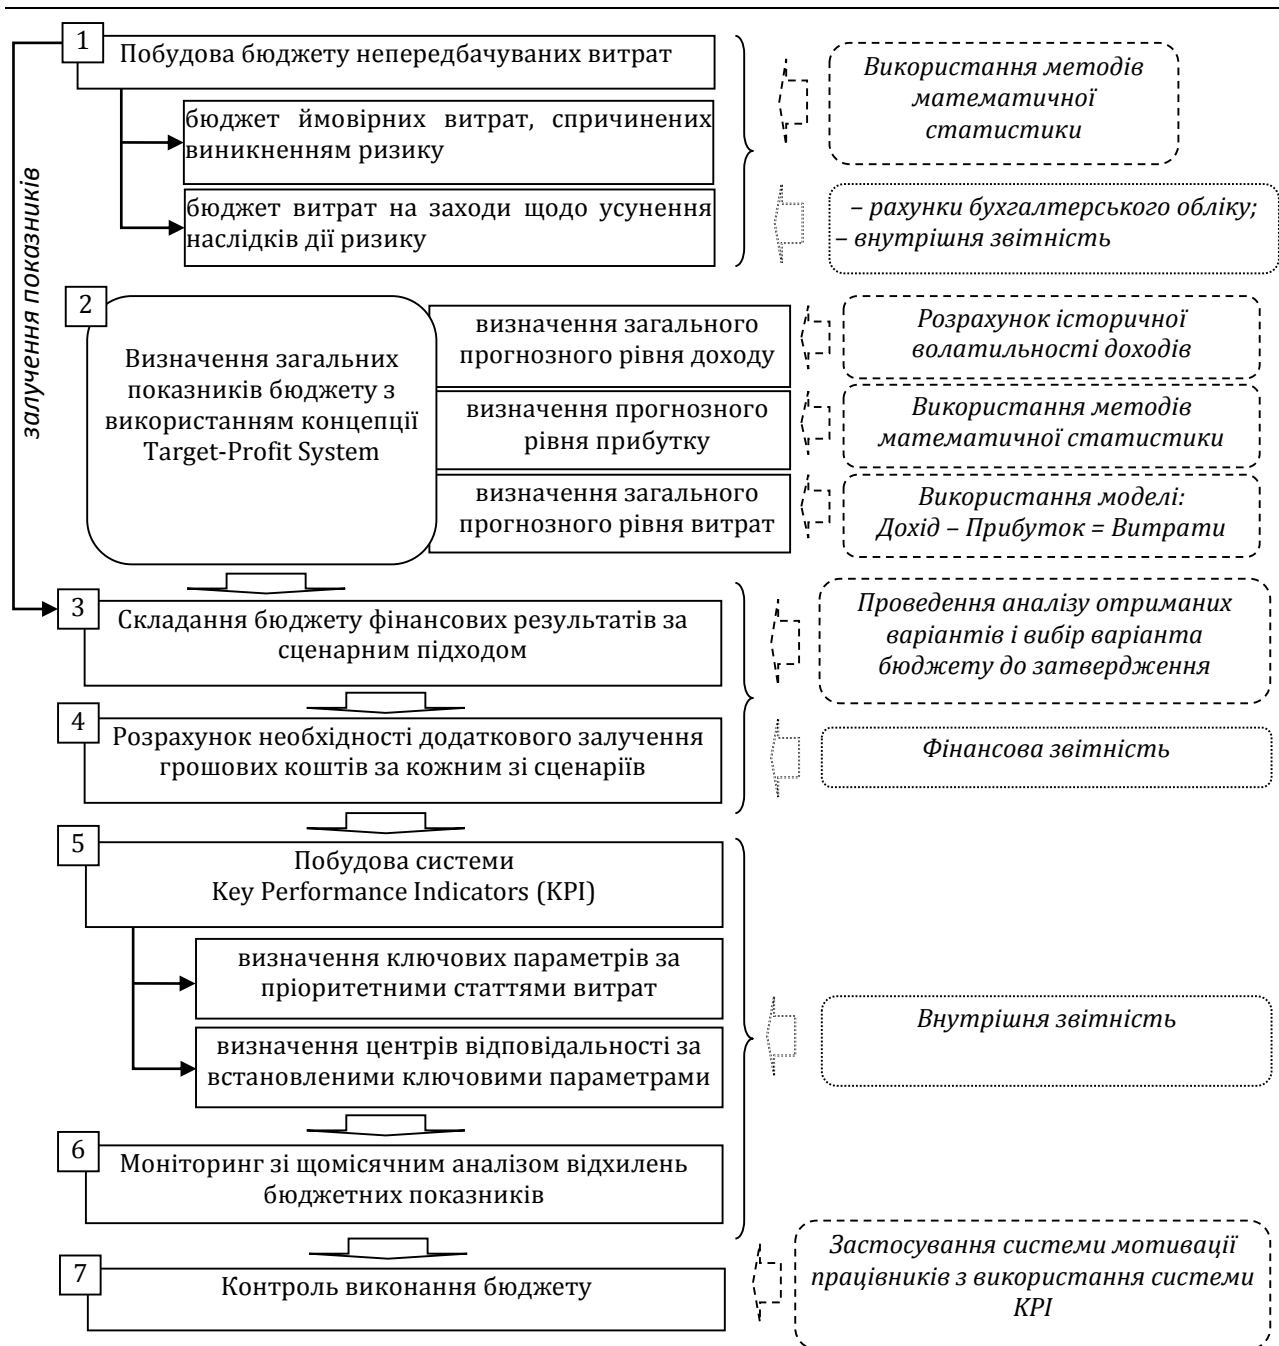 1
Побудова бюджету непередбачуваних витрат
Використання методів
математичної
статистики
бюджет ймовірних витрат, спричинених
виникненням ризику
залучення показників
бюджет витрат на заходи щодо усунення
наслідків дії ризику
– рахунки бухгалтерського обліку;
– внутрішня звітність
2
Визначення загальних
показників бюджету з
використанням концепції
Target-Profit System
визначення загального
прогнозного рівня доходу
Розрахунок історичної
волатильності доходів
визначення прогнозного
рівня прибутку
Використання методів
математичної статистики
визначення загального
прогнозного рівня витрат
Використання моделі:
Дохід – Прибуток = Витрати
3
Складання бюджету фінансових результатів за
сценарним підходом
Проведення аналізу отриманих
варіантів і вибір варіанта
бюджету до затвердження
4
Розрахунок необхідності додаткового залучення
грошових коштів за кожним зі сценаріїв
Фінансова звітність
5
Побудова системи
Key Performance Indicators (KPI)
визначення ключових параметрів за
пріоритетними статтями витрат
визначення центрів відповідальності за
встановленими ключовими параметрами
Внутрішня звітність
6
Моніторинг зі щомісячним аналізом відхилень
бюджетних показників
7
Контроль виконання бюджету
Застосування системи мотивації
працівників з використання системи
KPI